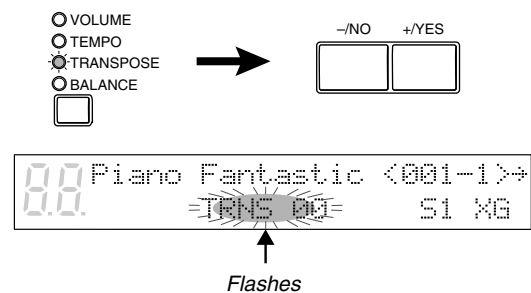 VOLUME
TEMPO
TRANSPOSE
BALANCE
–/NO +/YES
Piano Fantastic <001-1>→
TRNS 00 S1 XG
Flashes